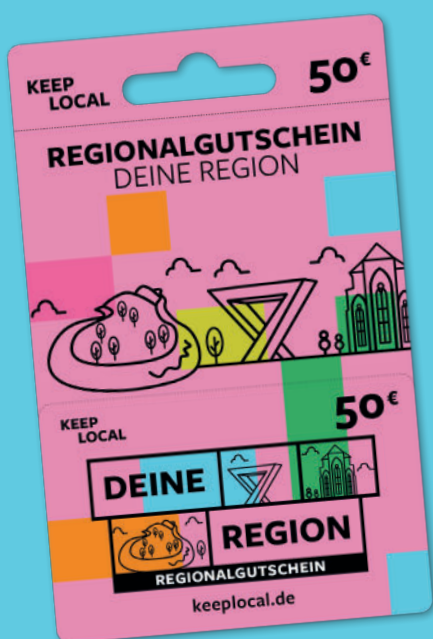 KEEP
LOCAL
50€
REGIONALGUTSCHEIN
DEINE REGION
KEEP
LOCAL
50€
DEINE
REGION
REGIONALGUTSCHEIN
keeplocal.de